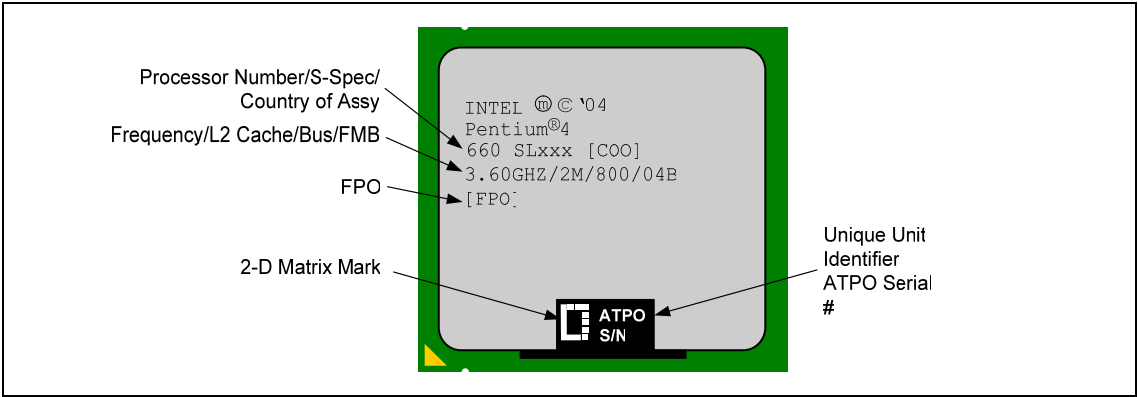 Processor Number/S-Spec/
Country of Assy
Frequency/L2 Cache/Bus/FMB
FPO
2-D Matrix Mark
INTEL ⓜ © '04
Pentium®4
660 SLxxx [COO]
3.60GHZ/2M/800/04B
[FPO]
ATPO
S/N
Unique Unit
Identifier
ATPO Serial
#